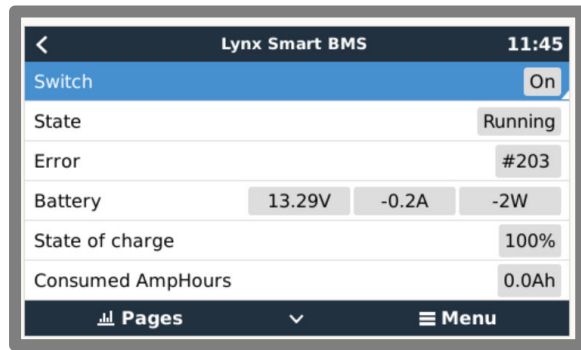 Lynx Smart BMS 11:45
Switch On
State Running
Error #203
Battery 13.29V -0.2A -2W
State of charge 100%
Consumed AmpHours 0.0Ah
Pages Menu